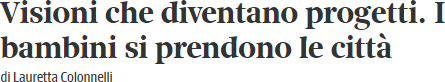 Visioni che diventano progetti. I
bambini si prendono le città
di Lauretta Colonnelli